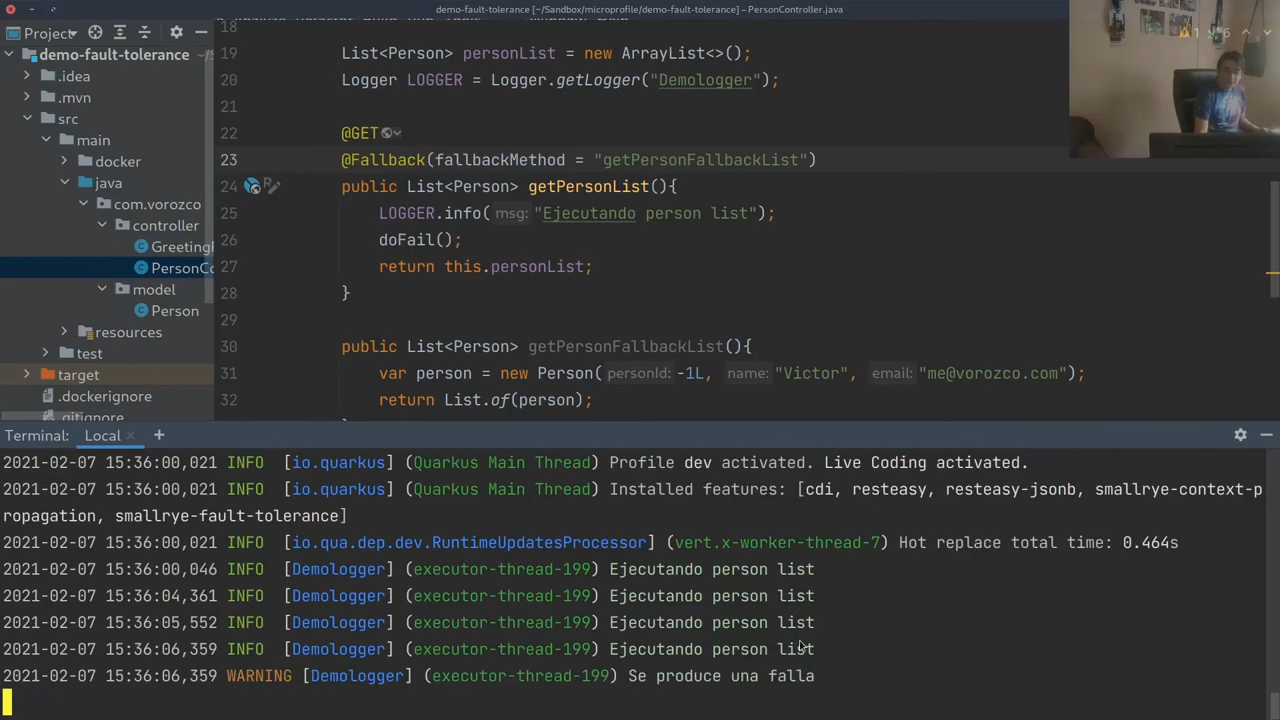 demo-fault-tolerance [~/Sandbox/microprofile/demo-fault-tolerance] – PersonController.java
Project
demo-fault-tolerance
.idea
.mvn
src
main
docker
java
com.vorozco
controller
Greeting
PersonCo
model
Person
resources
test
target
.dockerignore
.gitignore
1 6
18
19 List<Person> personList = new ArrayList<>();
20 Logger LOGGER = Logger.getLogger("Demologger");
21
22 @GET
23 @Fallback(fallbackMethod = "getPersonFallbackList")
24 public List<Person> getPersonList(){
25 LOGGER.info( msg: "Ejecutando person list");
26 doFail();
27 return this.personList;
28 }
29
30 public List<Person> getPersonFallbackList(){
31 var person = new Person( personId: -1L, name: "Victor", email: "me@vorozco.com");
32 return List.of(person);
Terminal: Local × +
2021-02-07 15:36:00,021 INFO [io.quarkus] (Quarkus Main Thread) Profile dev activated. Live Coding activated.
2021-02-07 15:36:00,021 INFO [io.quarkus] (Quarkus Main Thread) Installed features: [cdi, resteasy, resteasy-jsonb, smallrye-context-p
ropagation, smallrye-fault-tolerance]
2021-02-07 15:36:00,021 INFO [io.qua.dep.dev.RuntimeUpdatesProcessor] (vert.x-worker-thread-7) Hot replace total time: 0.464s
2021-02-07 15:36:00,046 INFO [Demologger] (executor-thread-199) Ejecutando person list
2021-02-07 15:36:04,361 INFO [Demologger] (executor-thread-199) Ejecutando person list
2021-02-07 15:36:05,552 INFO [Demologger] (executor-thread-199) Ejecutando person list
2021-02-07 15:36:06,359 INFO [Demologger] (executor-thread-199) Ejecutando person list
2021-02-07 15:36:06,359 WARNING [Demologger] (executor-thread-199) Se produce una falla